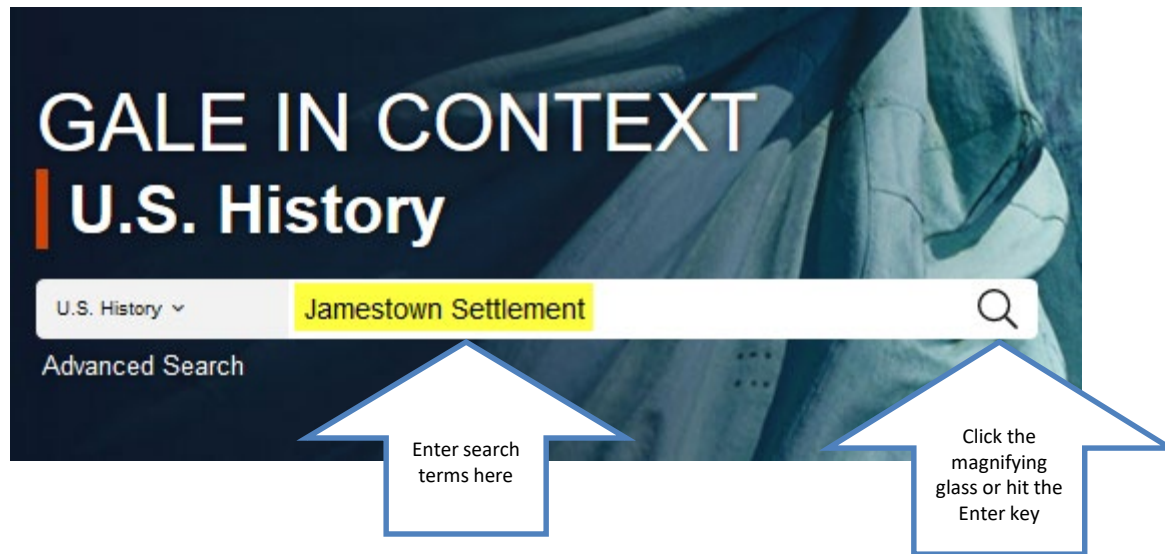 GALE IN CONTEXT
U.S. History
U.S. History Jamestown Settlement
Advanced Search
Enter search
terms here
Click the
magnifying
glass or hit the
Enter key